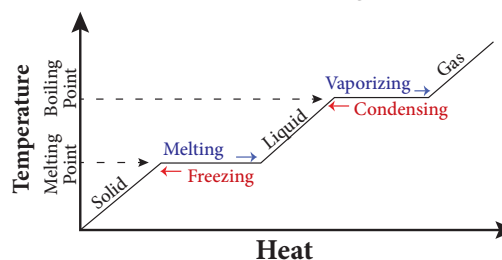 Temperature
Boiling
Point
Melting
Point
Solid
Melting
Freezing
Liquid
Vaporizing
Condensing
Gas
Heat